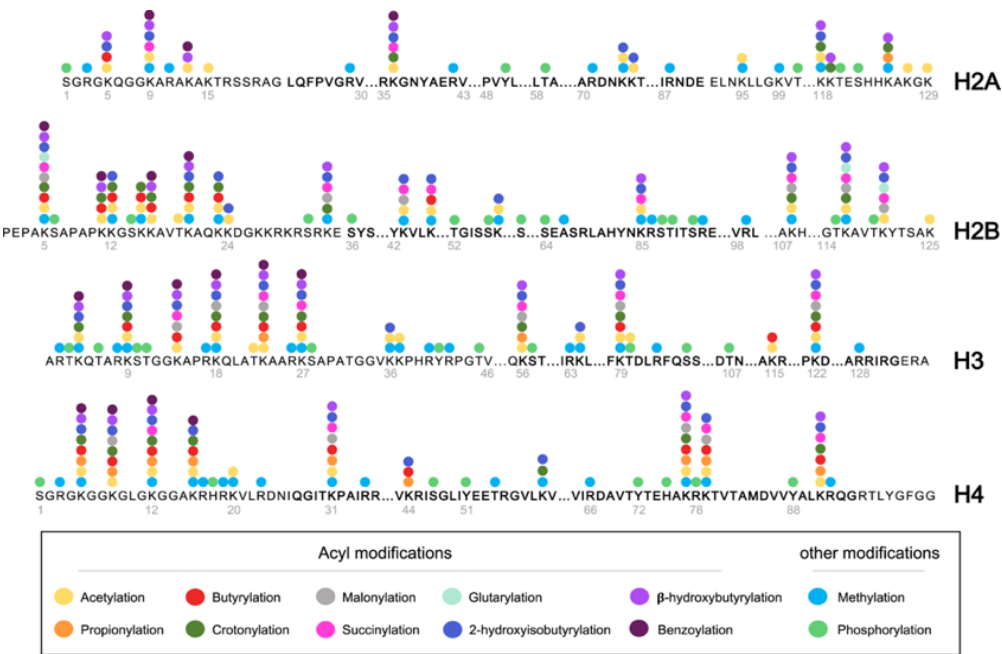 SGRGKQGGKARAKAKTRSSRAG LQFPVGRV...RKGNYAERV...PVYL...LTA....ARDNKKT...IRNDE ELNKLLGKVT...KKTESHHKAKGK H2A
1 5 9 15 30 35 43 48 58 70 87 95 99 118 129
PEPAKSAPAPKKGSKKAVTKAQKKDGKKRKRSRKE SYS...YKVLK...TGISSK...S...SEASRLAHYNKRSTITSRE...VRL ...AKH...GTKAVTKYTSAK H2B
5 12 24 36 42 52 64 85 98 107 114 125
ARTKQTARKSTGGKAPRKQLATKAARKSAPATGGVKKPHRYRPGTV...QKST...IRKL...FKTDLRFQSS...DTN...AKR...PKD...ARRIRGERA H3
9 18 27 36 46 56 63 79 107 115 122 128
SGRGKGGKGLGKGGAKRHRKVLRDNIQGITKPAIRR...VKRISGLIYEETRGVLKV...VIRDAVTYTEHAKRKTVTAMDVVYALKRQGRTLYGFGG H4
1 12 20 31 44 51 66 72 78 88
Acyl modifications other modifications
Acetylation Butyrylation Malonylation Glutarylation β-hydroxybutyrylation Methylation
Propionylation Crotonylation Succinylation 2-hydroxyisobutyrylation Benzoylation Phosphorylation